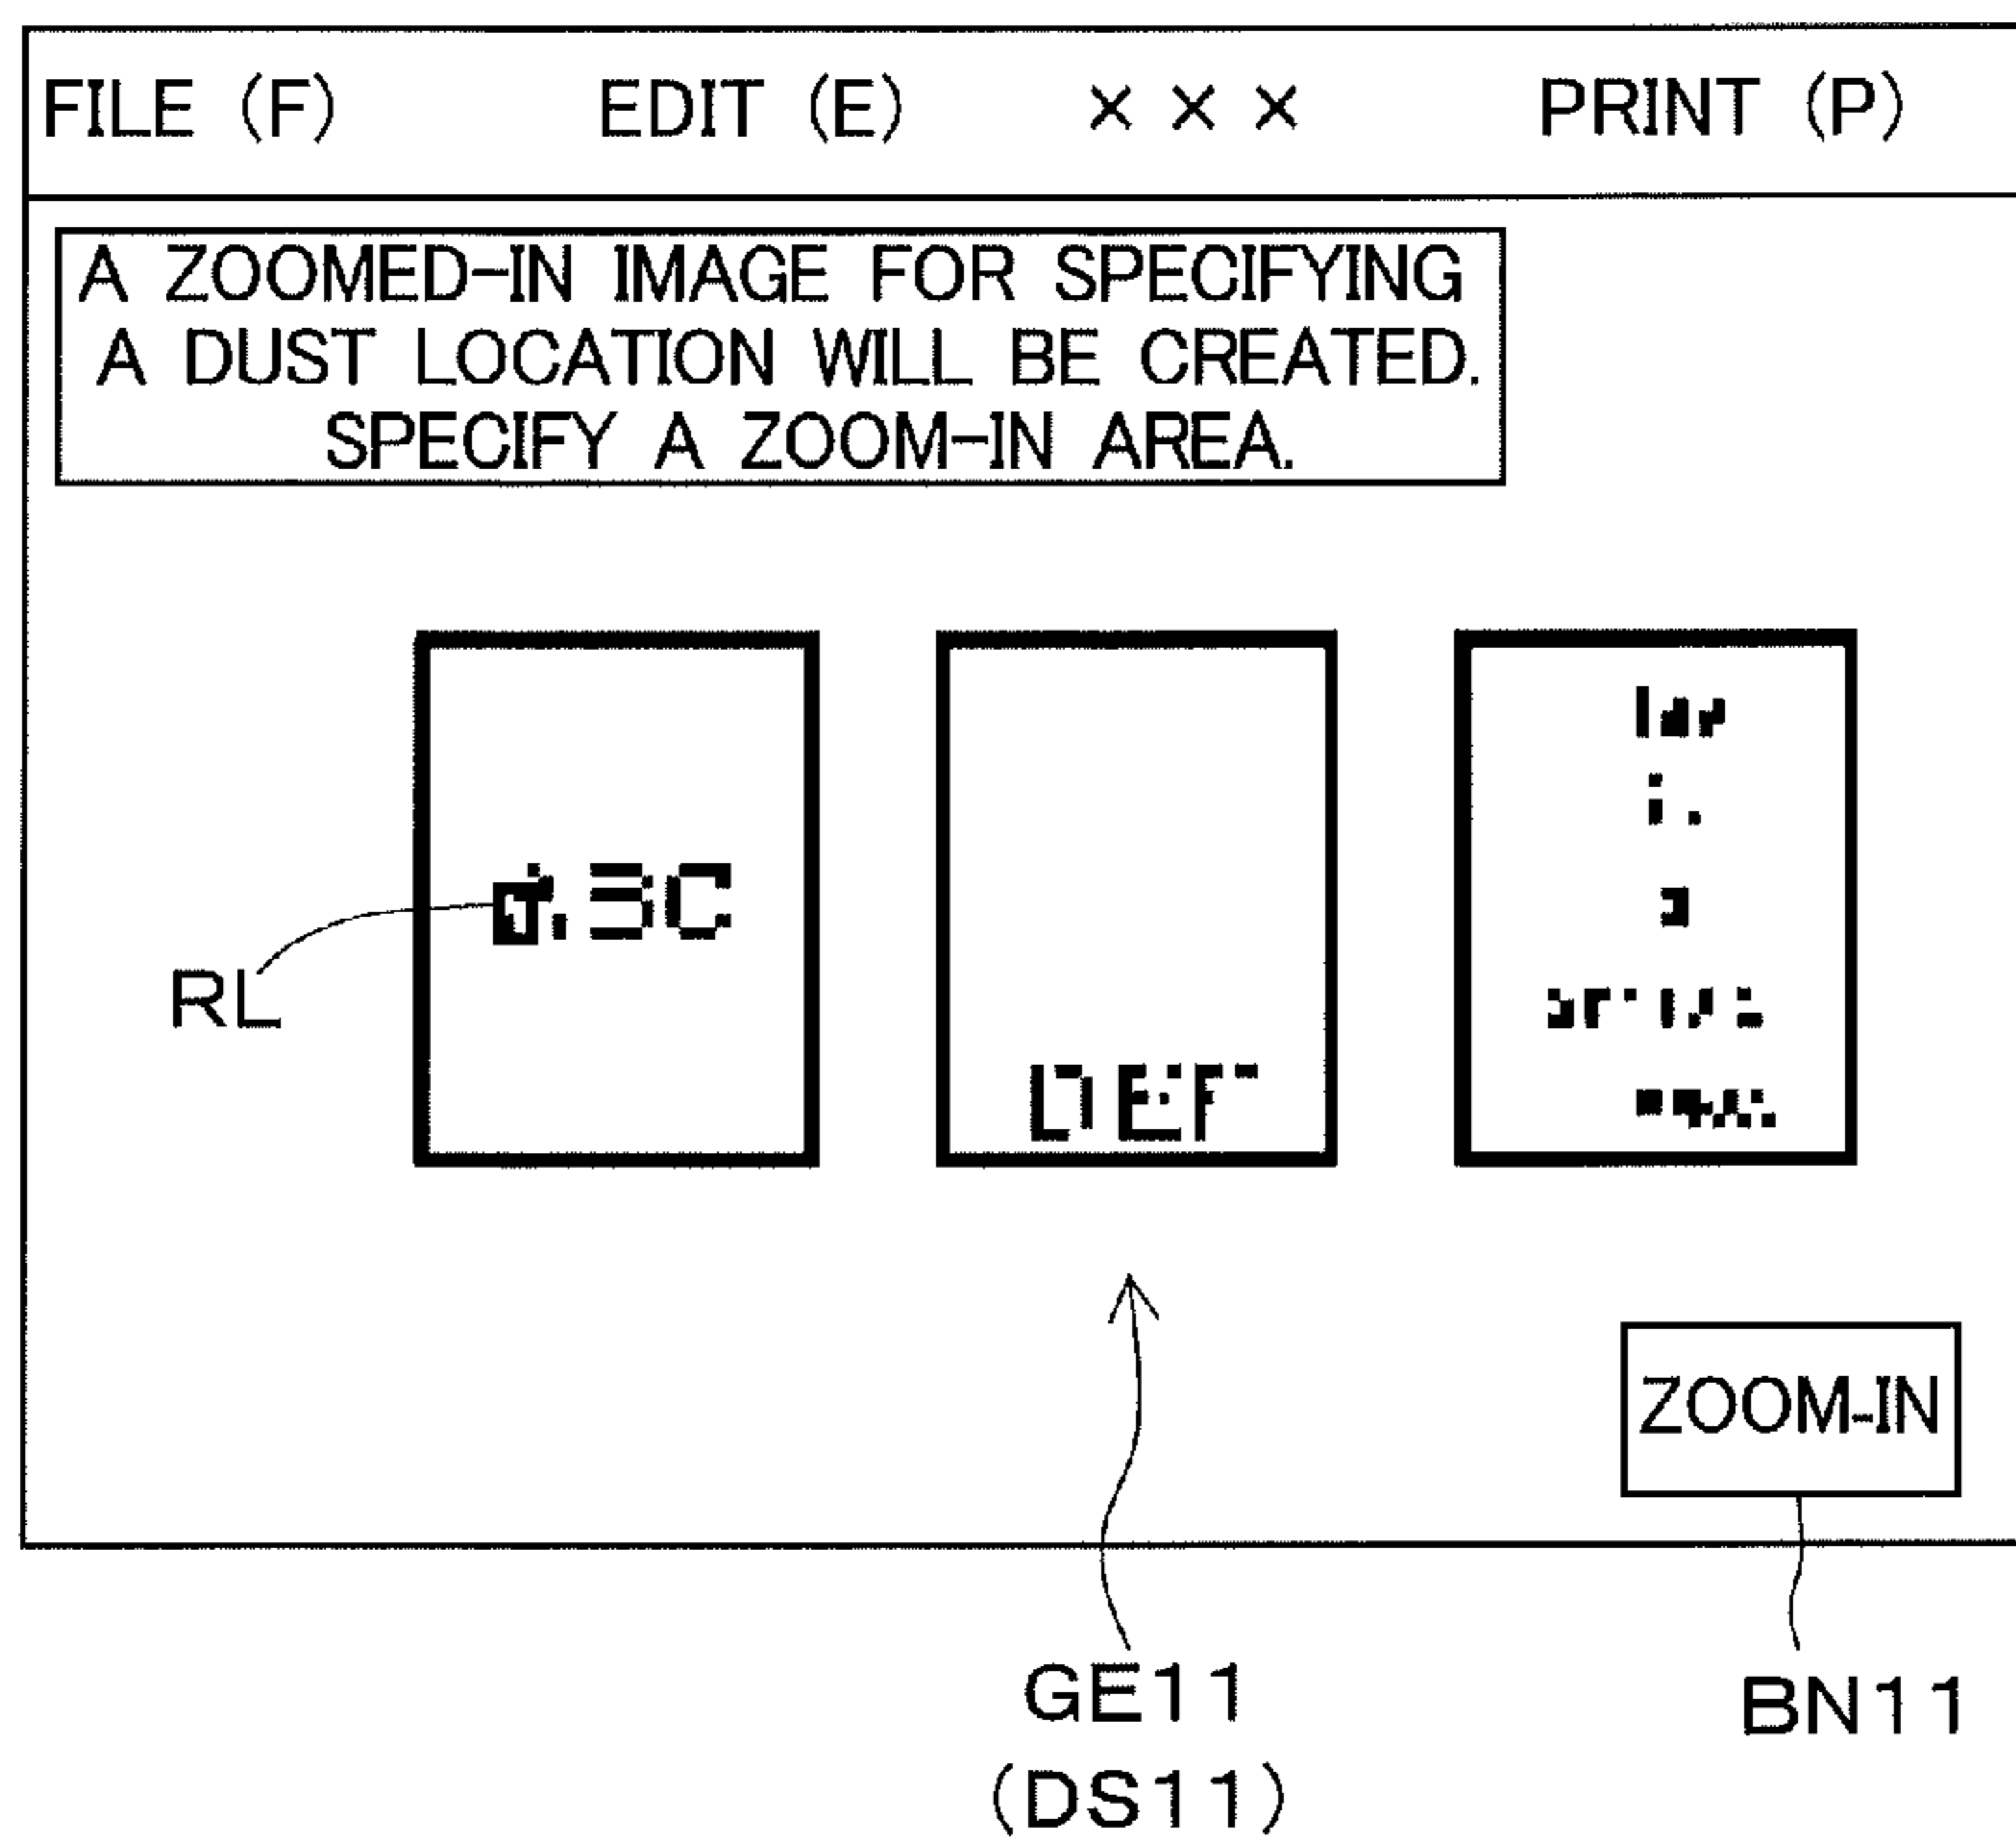 FILE (F) EDIT (E) × × × PRINT (P)
A ZOOMED-IN IMAGE FOR SPECIFYING
A DUST LOCATION WILL BE CREATED.
SPECIFY A ZOOM-IN AREA.
DEF
RL
ZOOM-IN
GE11
(DS11)
BN11